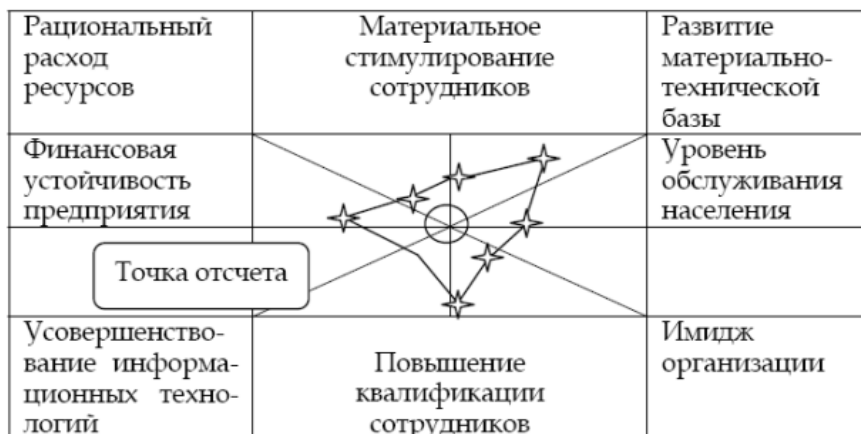 Рациональный
расход
ресурсов
Материальное
стимулирование
сотрудников
Развитие
материально-
технической
базы
Финансовая
устойчивость
предприятия
Уровень
обслуживания
населения
Точка отсчета
Усовершенство-
вание информа-
ционных техно-
логий
Повышение
квалификации
сотрудников
Имидж
организации